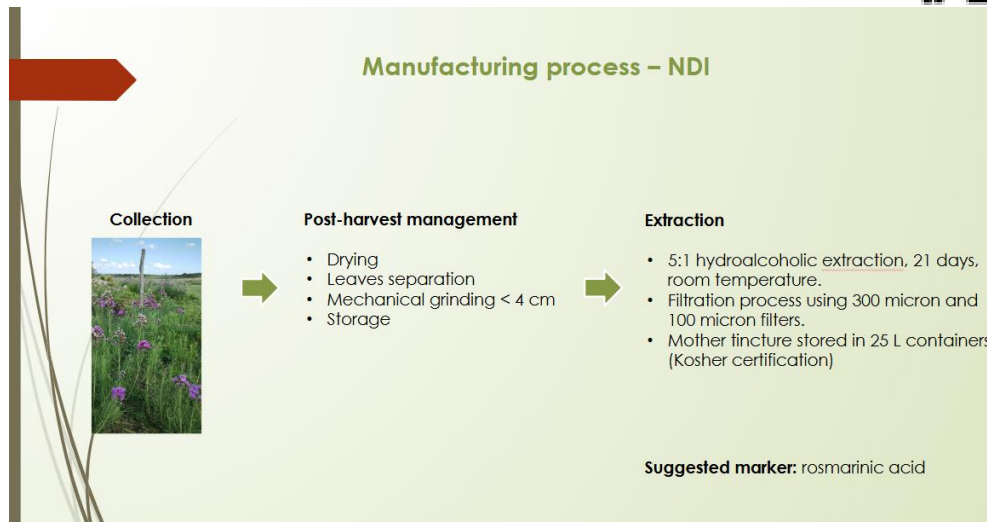 Manufacturing process – NDI
Collection
Post-harvest management
• Drying
• Leaves separation
• Mechanical grinding < 4 cm
• Storage
Extraction
• 5:1 hydroalcoholic extraction, 21 days,
room temperature.
• Filtration process using 300 micron and
100 micron filters.
• Mother tincture stored in 25 L containers
(Kosher certification)
Suggested marker: rosmarinic acid